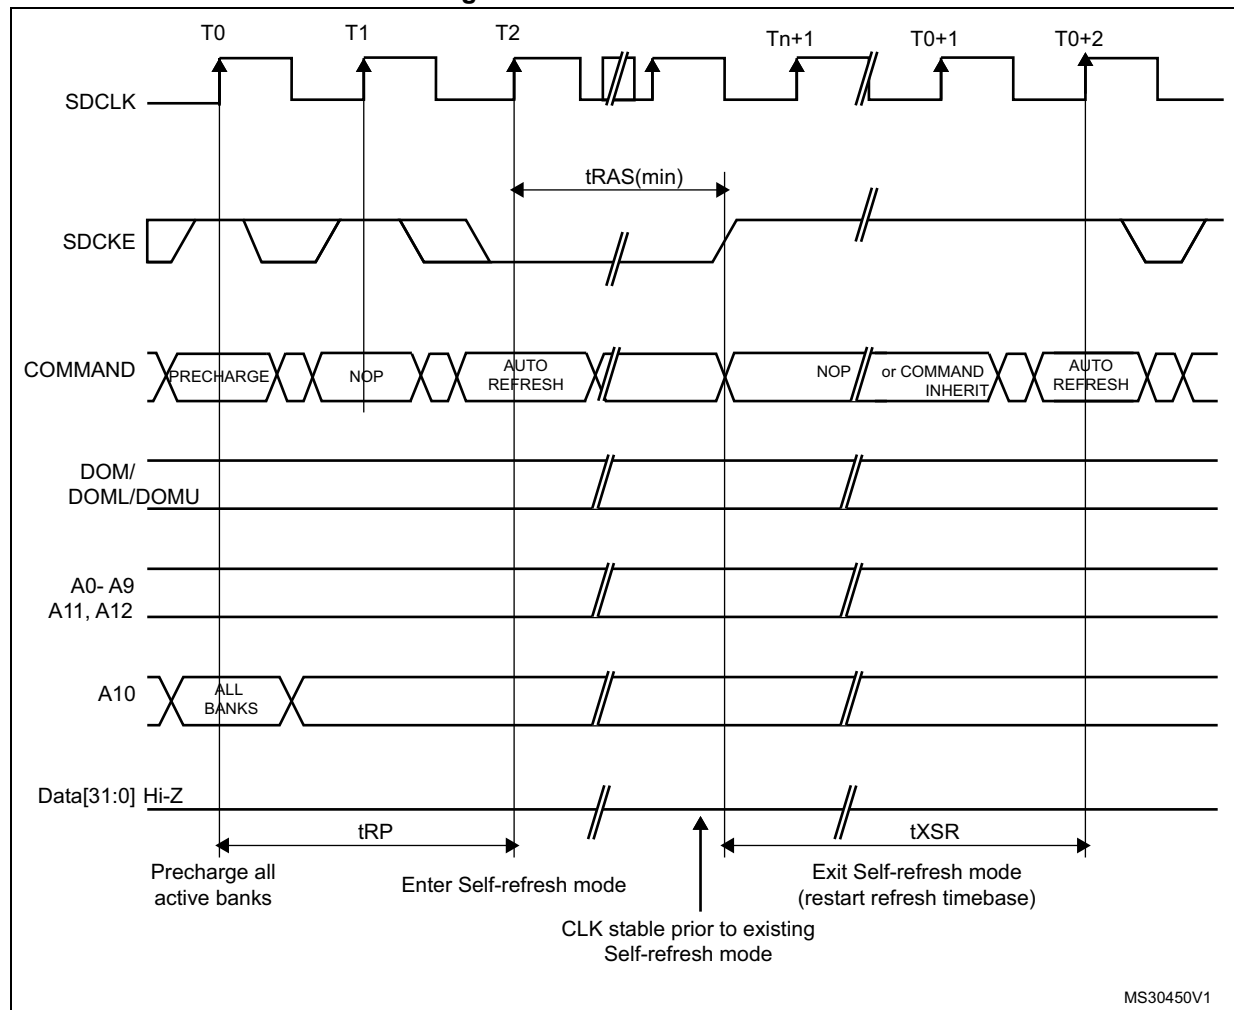 g
T0 T1 T2 Tn+1 T0+1 T0+2
SDCLK
tRAS(min)
SDCKE
COMMAND
PRECHARGE
NOP
AUTO
REFRESH
NOP
or COMMAND
INHERIT
AUTO
REFRESH
DOM/
DOML/DOMU
A0- A9
A11, A12
A10
ALL
BANKS
Data[31:0] Hi-Z
tRP
tXSR
Precharge all
active banks
Enter Self-refresh mode
Exit Self-refresh mode
(restart refresh timebase)
CLK stable prior to existing
Self-refresh mode
MS30450V1